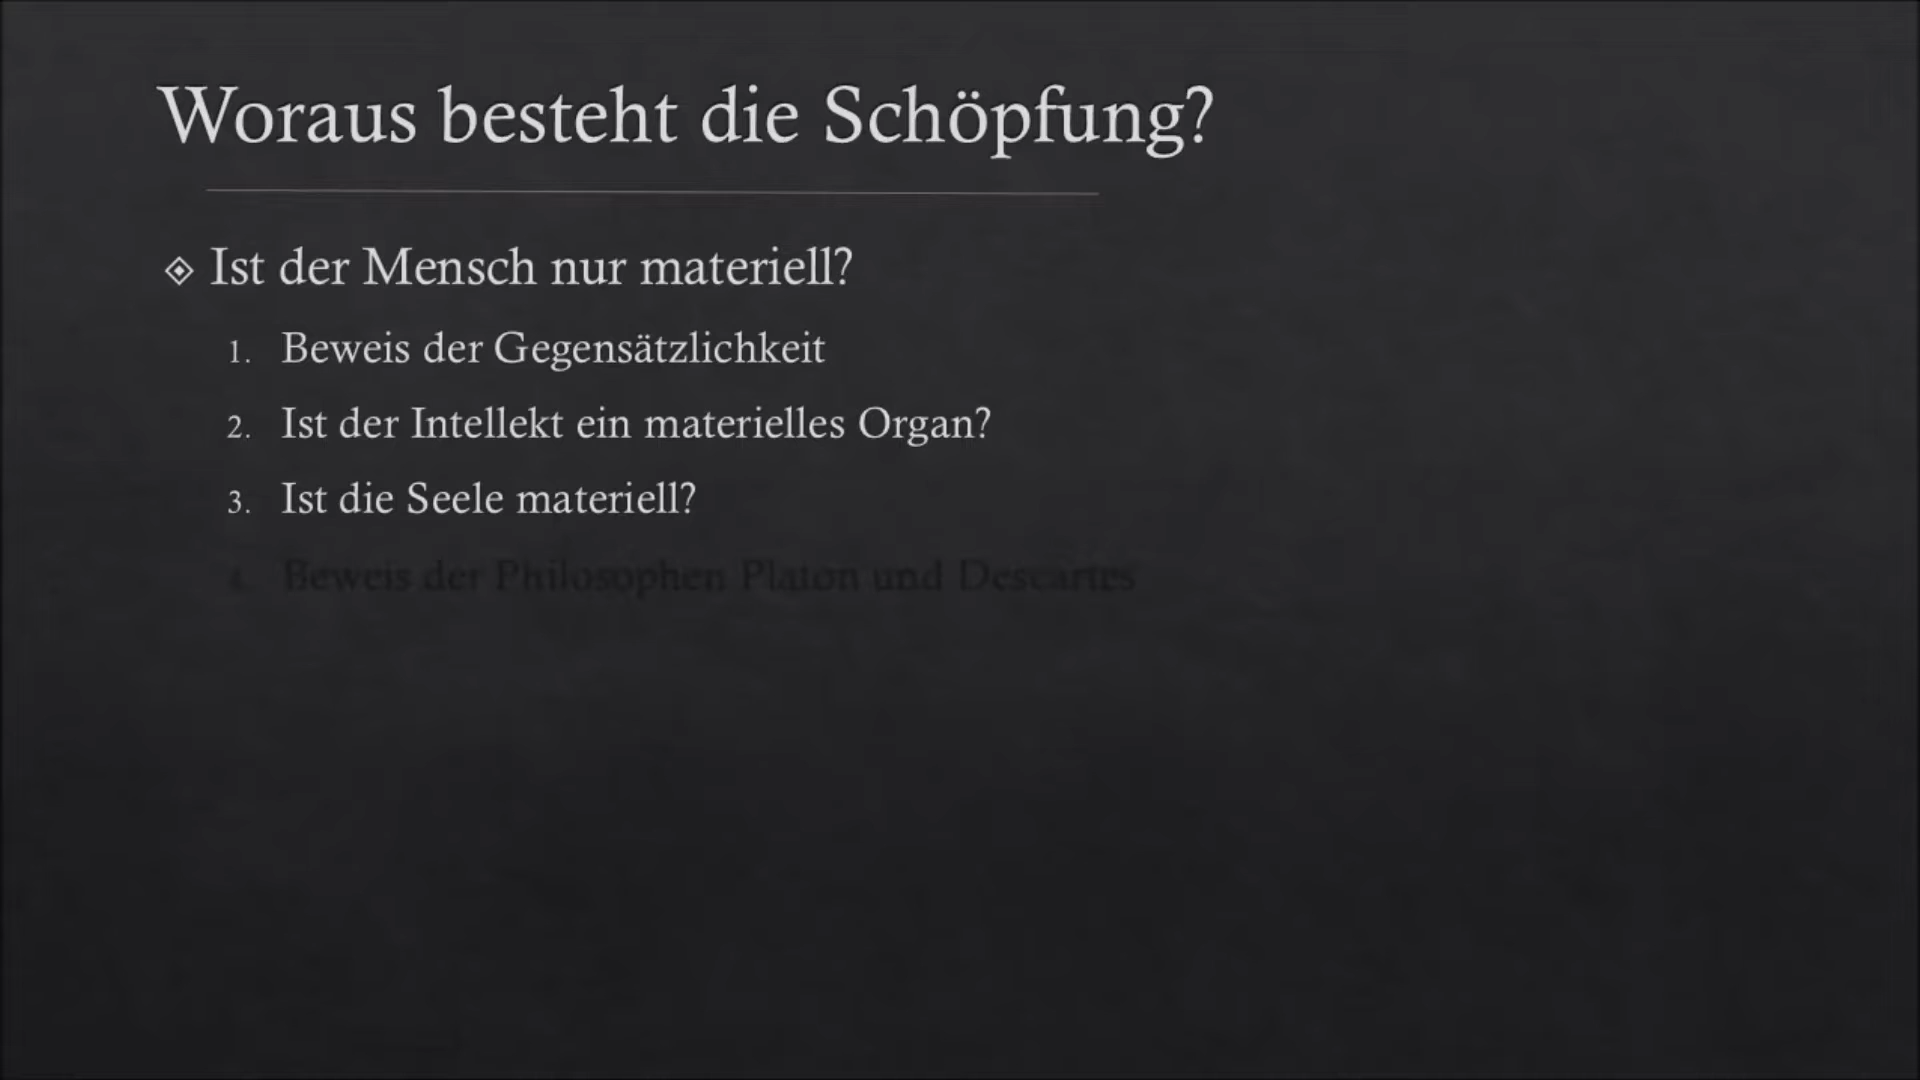 Woraus besteht die Schöpfung?
Ist der Mensch nur materiell?
1. Beweis der Gegensätzlichkeit
2. Ist der Intellekt ein materielles Organ?
3. Ist die Seele materiell?
4. Beweis der Philosophen Platon und Descartes